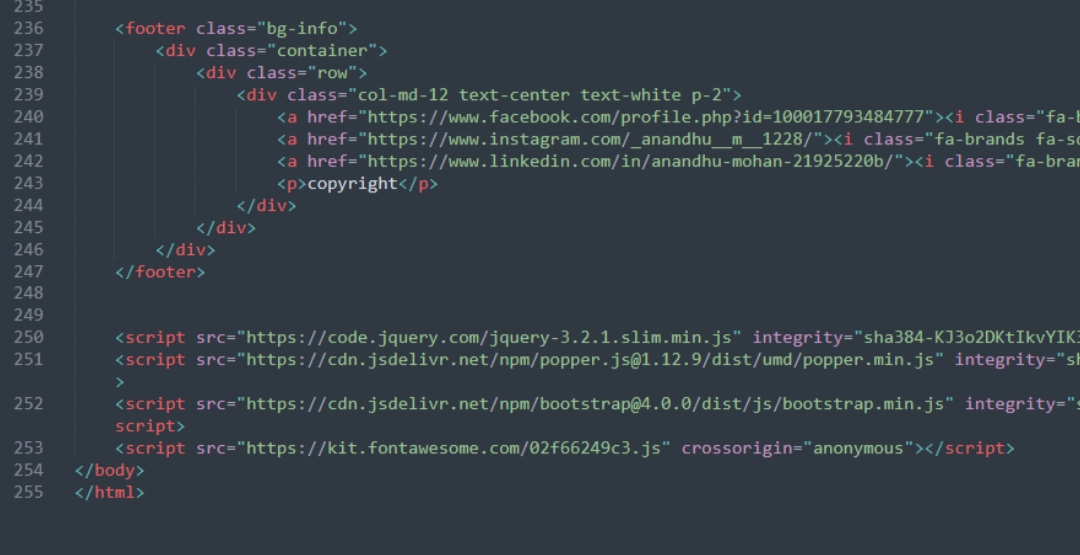 235
236 <footer class="bg-info">
237 <div class="container">
238 <div class="row">
239 <div class="col-md-12 text-center text-white p-2">
240 <a href="https://www.facebook.com/profile.php?id=100017793484777"><i class="fa-b
241 <a href="https://www.instagram.com/_anandhu__m__1228/"><i class="fa-brands fa-so
242 <a href="https://www.linkedin.com/in/anandhu-mohan-21925220b/"><i class="fa-bran
243 <p>copyright</p>
244 </div>
245 </div>
246 </div>
247 </footer>
248
249
250 <script src="https://code.jquery.com/jquery-3.2.1.slim.min.js" integrity="sha384-KJ3o2DKtIkvYIK3
251 <script src="https://cdn.jsdelivr.net/npm/popper.js@1.12.9/dist/umd/popper.min.js" integrity="sh
>
252 <script src="https://cdn.jsdelivr.net/npm/bootstrap@4.0.0/dist/js/bootstrap.min.js" integrity="s
script>
253 <script src="https://kit.fontawesome.com/02f66249c3.js" crossorigin="anonymous"></script>
254 </body>
255 </html>